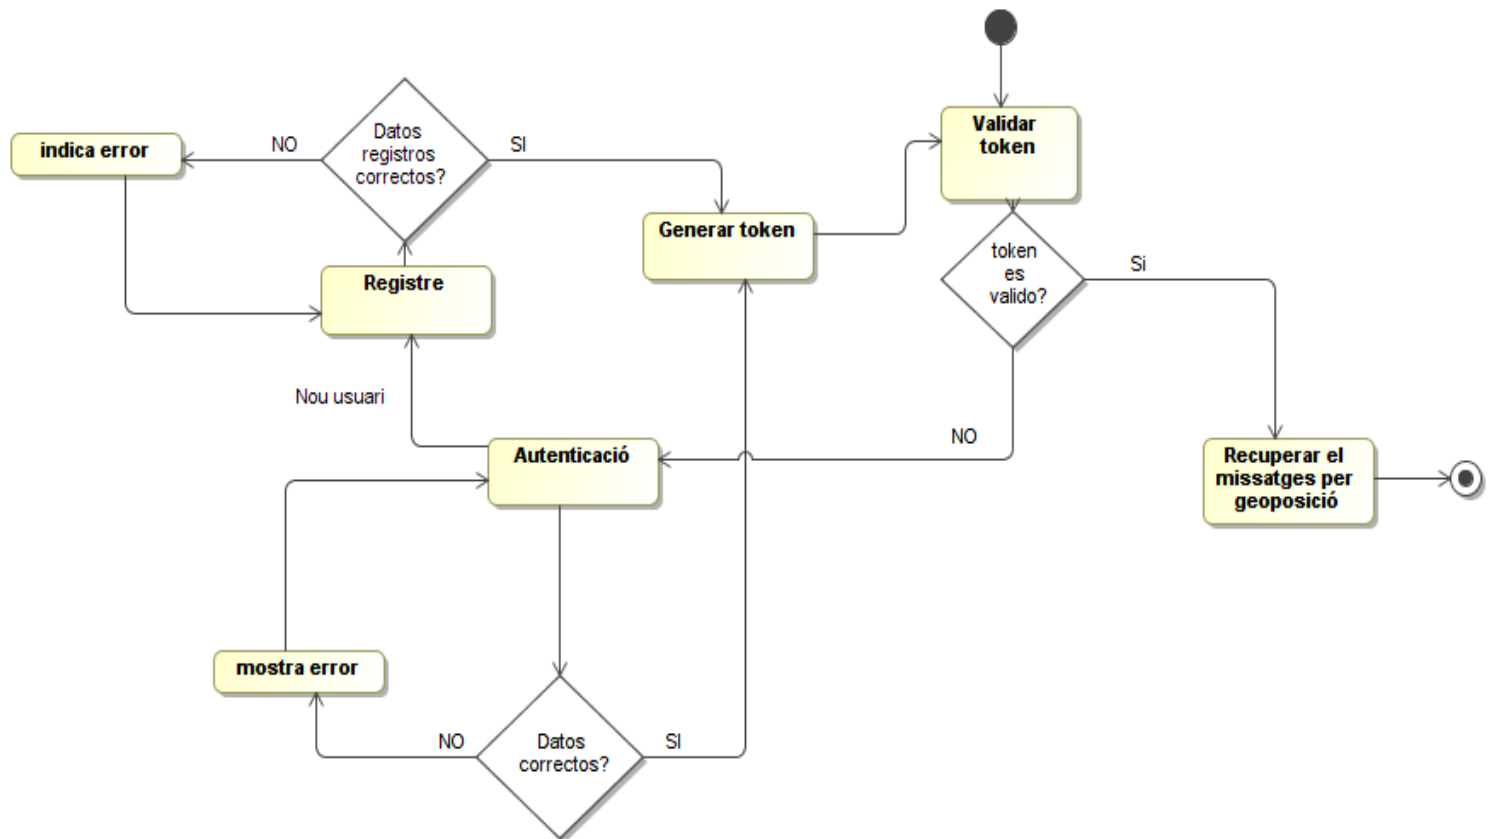 Validar
token
Datos
registros
correctos?
NO
SI
indica error
Generar token
token
es
valido?
Si
Registre
Nou usuari
NO
Autenticació
Recuperar el
missatges per
geoposició
mostra error
NO
Datos
correctos?
SI